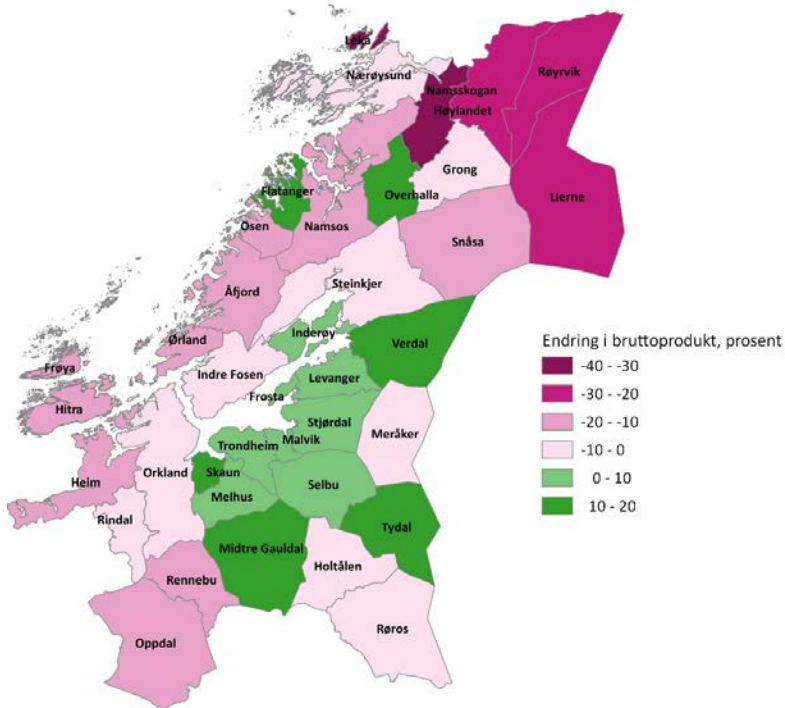 Leka
Nærøysund
Røyrvik
Namsskogan
Høylandet
Grong
Flatanger
Overhalla
Lierne
Osen
Namsos
Snåsa
Steinkjer
Åfjord
Inderøy
Verdal
Endring i bruttoprodukt, prosent
Ørland
-40 - -30
Frøya
Indre Fosen
Levanger
-30 - -20
Frosta
Hitra
-20 - -10
Stjørdal
Meråker
Trondheim
Malvik
-10 - 0
Orkland
Skaun
0 - 10
Heim
Selbu
Melhus
10 - 20
Rindal
Tydal
Midtre Gauldal
Holtålen
Rennebu
Røros
Oppdal